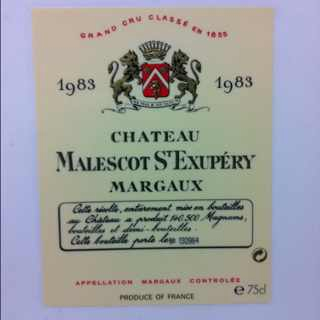 GRAND CRU CLASSÉ EN 1855
1983 1983
CHATEAU
MALESCOT ST EXUPÉRY
MARGAUX
Cette récolte, entièrement mise en bouteilles
au Château a produit 140.500 Magnums,
bouteilles et demi-bouteilles.
Cette bouteille porte le Nº 130984
APPELLATION MARGAUX CONTROLÉE
PRODUCE OF FRANCE
e 75cl